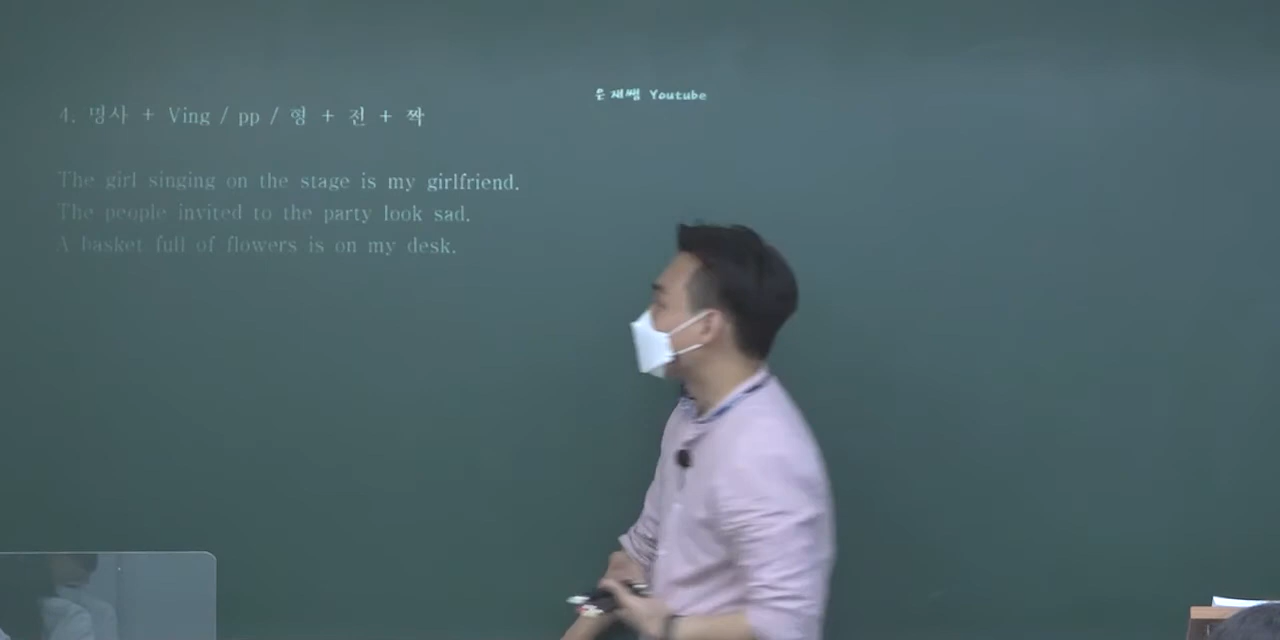 4. 명사 + Ving / pp / 형 + 전 + 짝
은재쌤 Youtube
The girl singing on the stage is my girlfriend.
The people invited to the party look sad.
A basket full of flowers is on my desk.